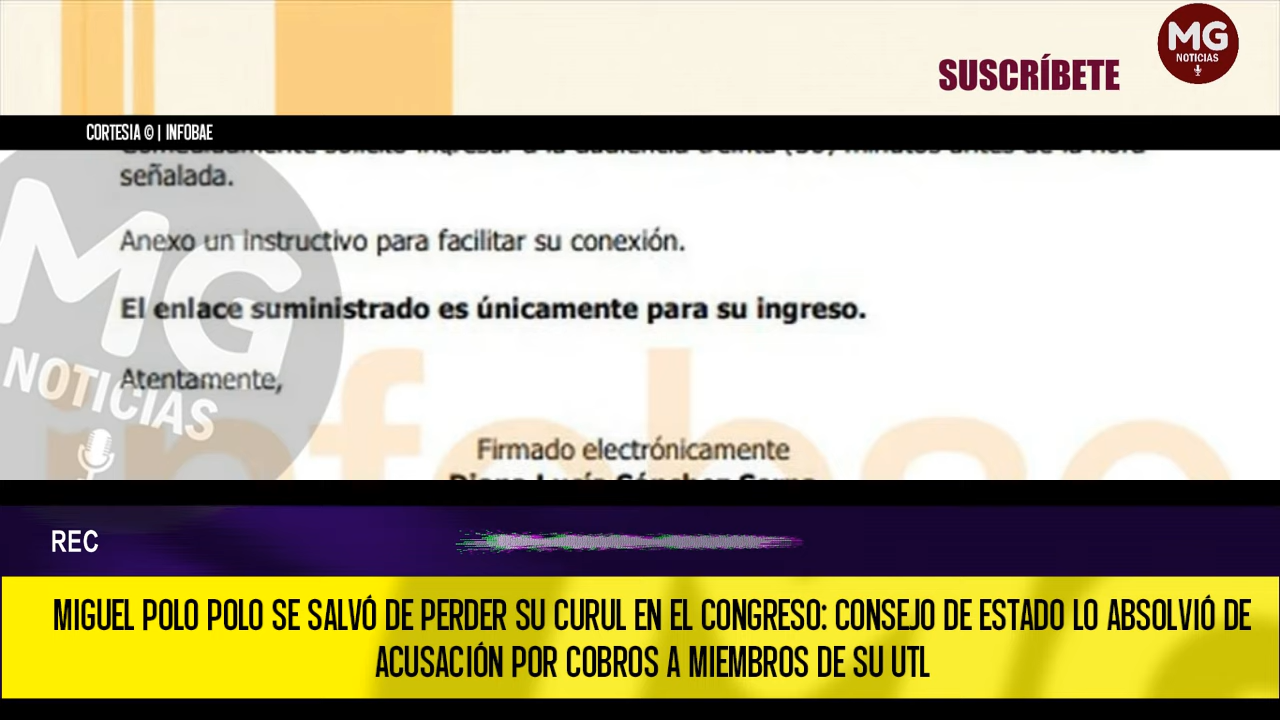 MG
NOTICIAS
SUSCRÍBETE
CORTESIA © | INFOBAE
señalada.
Anexo un instructivo para facilitar su conexión.
El enlace suministrado es únicamente para su ingreso.
Atentamente,
MG
NOTICIAS
infobae
Firmado electrónicamente
REC
MIGUEL POLO POLO SE SALVÓ DE PERDER SU CURUL EN EL CONGRESO: CONSEJO DE ESTADO LO ABSOLVIÓ DE
ACUSACIÓN POR COBROS A MIEMBROS DE SU UTL